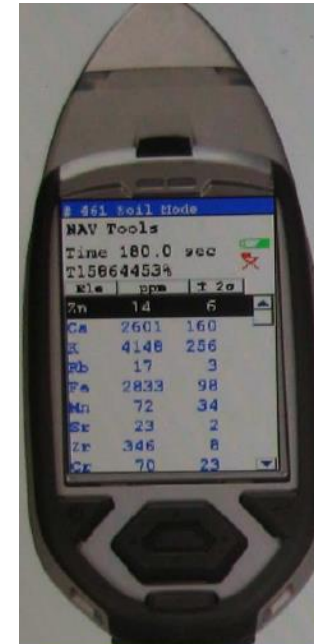 # 461 Soil Mode
NAV Tools
Time 180.0 sec
T15864453%
Ele ppm ± 2σ
Zn 14 6
Ca 2601 160
K 4148 256
Rb 17 3
Fe 2833 98
Mn 72 34
Sr 23 2
Zr 346 8
Cr 70 23